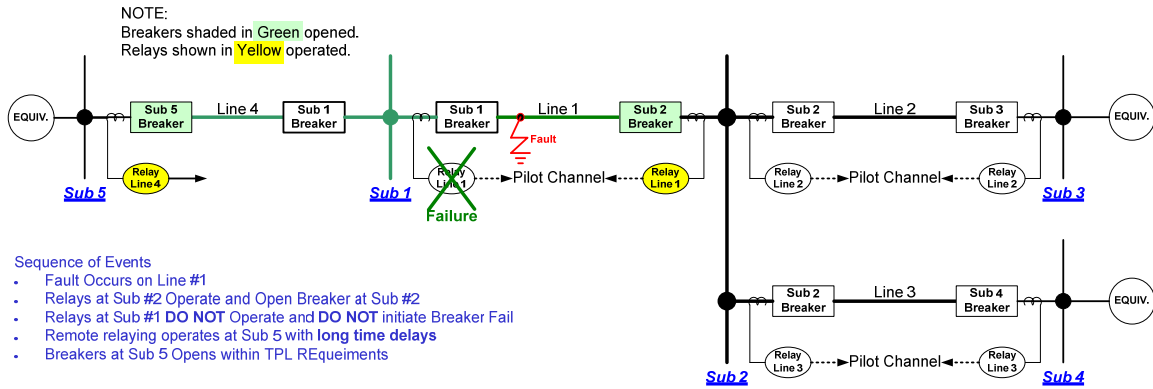 NOTE:
Breakers shaded in Green opened.
Relays shown in Yellow operated.
EQUIV.
Sub 5
Breaker
Line 4
Sub 1
Breaker
Sub 1
Breaker
Line 1
Sub 2
Breaker
Sub 2
Breaker
Line 2
Sub 3
Breaker
EQUIV.
Fault
Relay
Line 4
Sub 5
Sub 1
Relay
Line 1
Failure
Pilot Channel
Relay
Line 1
Relay
Line 2
Pilot Channel
Relay
Line 2
Sub 3
Sequence of Events
• Fault Occurs on Line #1
• Relays at Sub #2 Operate and Open Breaker at Sub #2
• Relays at Sub #1 DO NOT Operate and DO NOT initiate Breaker Fail
• Remote relaying operates at Sub 5 with long time delays
• Breakers at Sub 5 Opens within TPL REqueiments
Sub 2
Breaker
Line 3
Sub 4
Breaker
EQUIV.
Relay
Line 3
Pilot Channel
Relay
Line 3
Sub 2
Sub 4